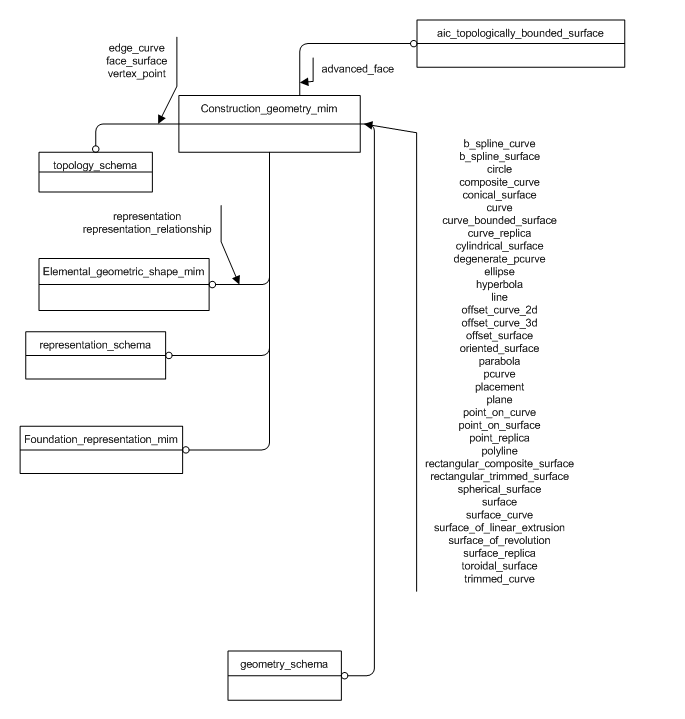 aic_topologically_bounded_surface
edge_curve
face_surface
vertex_point
advanced_face
Construction_geometry_mim
topology_schema
b_spline_curve
b_spline_surface
circle
composite_curve
conical_surface
curve
curve_bounded_surface
curve_replica
cylindrical_surface
degenerate_pcurve
ellipse
hyperbola
line
offset_curve_2d
offset_curve_3d
offset_surface
oriented_surface
parabola
pcurve
placement
plane
point_on_curve
point_on_surface
point_replica
polyline
rectangular_composite_surface
rectangular_trimmed_surface
spherical_surface
surface
surface_curve
surface_of_linear_extrusion
surface_of_revolution
surface_replica
toroidal_surface
trimmed_curve
representation
representation_relationship
Elemental_geometric_shape_mim
representation_schema
Foundation_representation_mim
geometry_schema